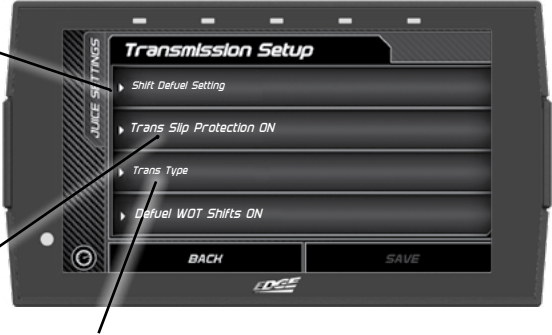 JUICE SETTINGS
Transmission Setup
Shift Defuel Setting
Trans Slip Protection ON
Trans Type
Defuel WOT Shifts ON
BACK
SAVE
EDGE